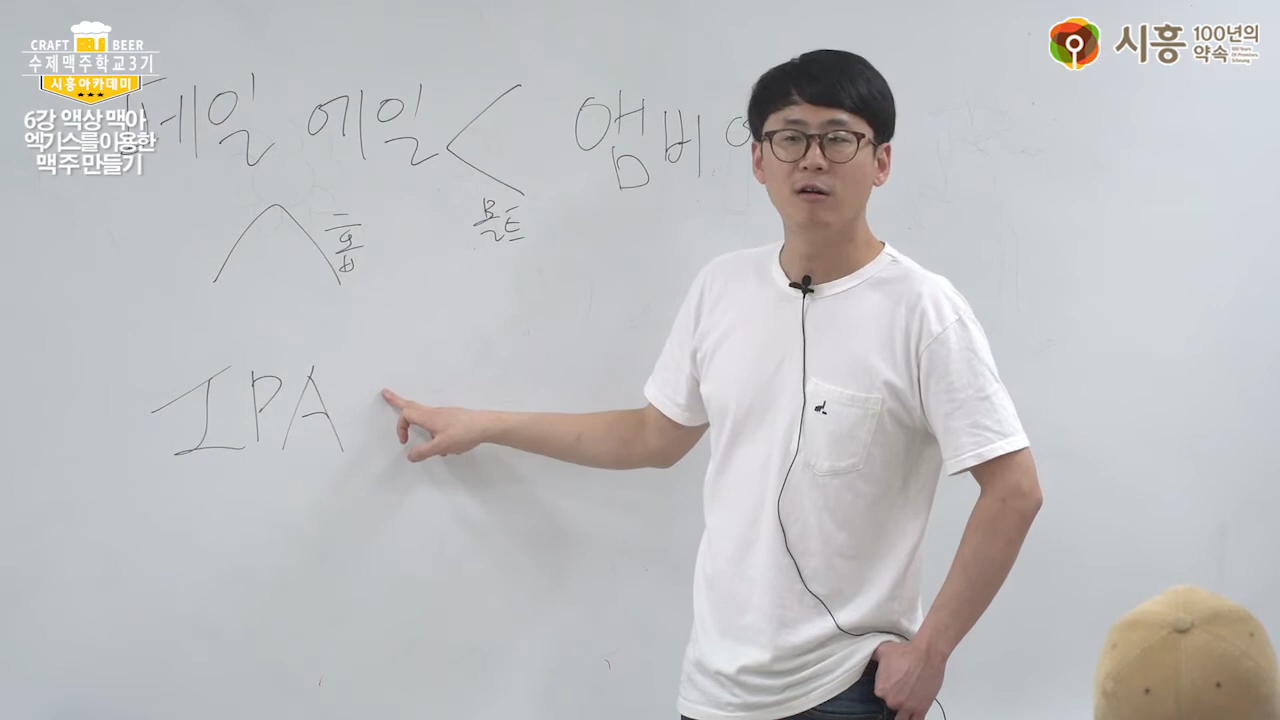 CRAFT BEER
수제맥주학교3기
시흥아카데미
6강 액상 맥아
엑기스를이용한
맥주 만들기
시흥 100년의
약속
페일 에일 < 앰버
홉 몰트
IPA